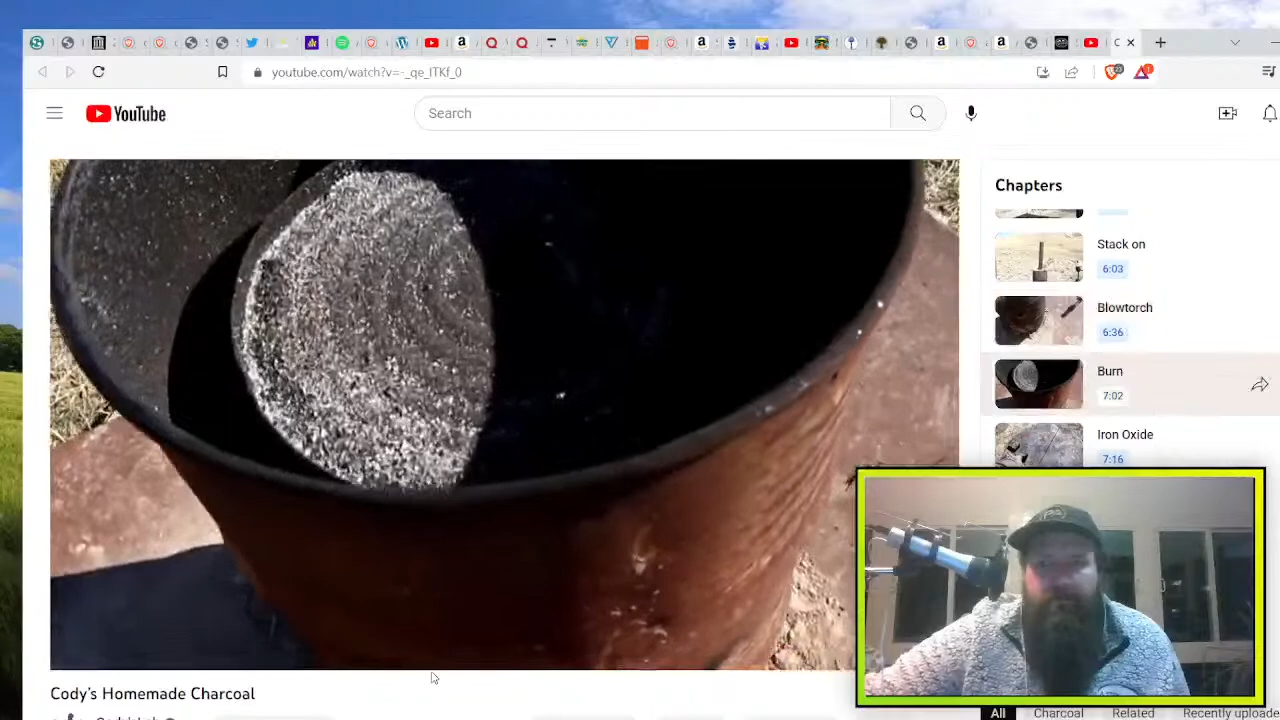 youtube.com/watch?v=-_qe_ITKf_0
YouTube
Search
Chapters
Stack on
6:03
Blowtorch
6:36
Burn
7:02
Iron Oxide
7:16
Cody's Homemade Charcoal
All
Charcoal
Related
Recently uploade